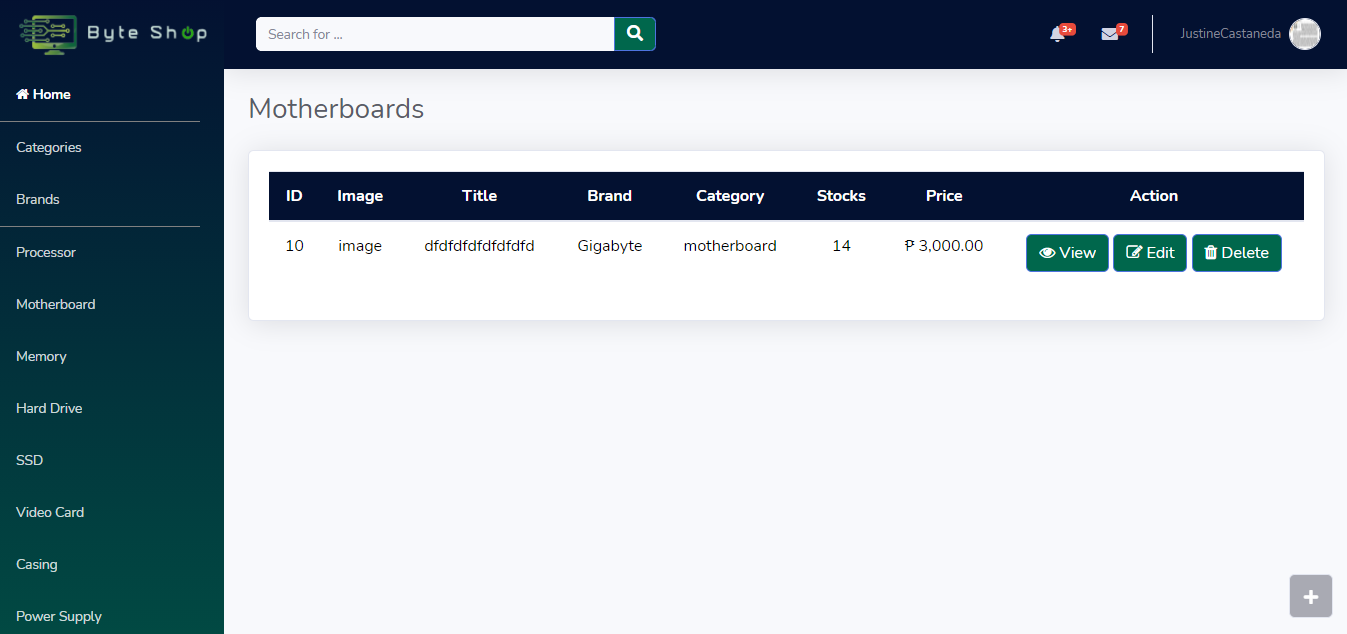 Byte Shop
Search for ...
3+
7
JustineCastaneda
Home
Categories
Brands
Processor
Motherboard
Memory
Hard Drive
SSD
Video Card
Casing
Power Supply
Motherboards
ID Image Title Brand Category Stocks Price Action
10 image dfdfdfdfdfdfdfd Gigabyte motherboard 14 ₱ 3,000.00 View Edit Delete